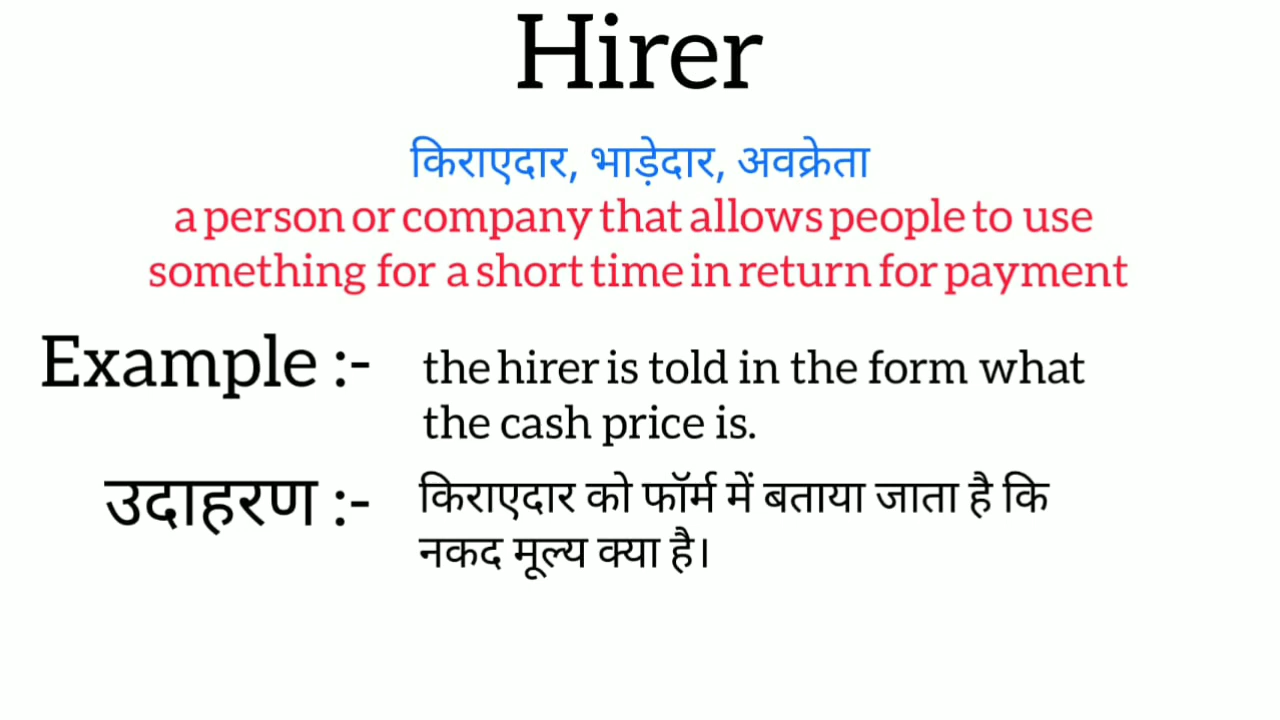 Hirer
किराएदार, भाड़ेदार, अवक्रेता
a person or company that allows people to use
something for a short time in return for payment
Example :- the hirer is told in the form what
the cash price is.
उदाहरण :- किराएदार को फॉर्म में बताया जाता है कि
नकद मूल्य क्या है।